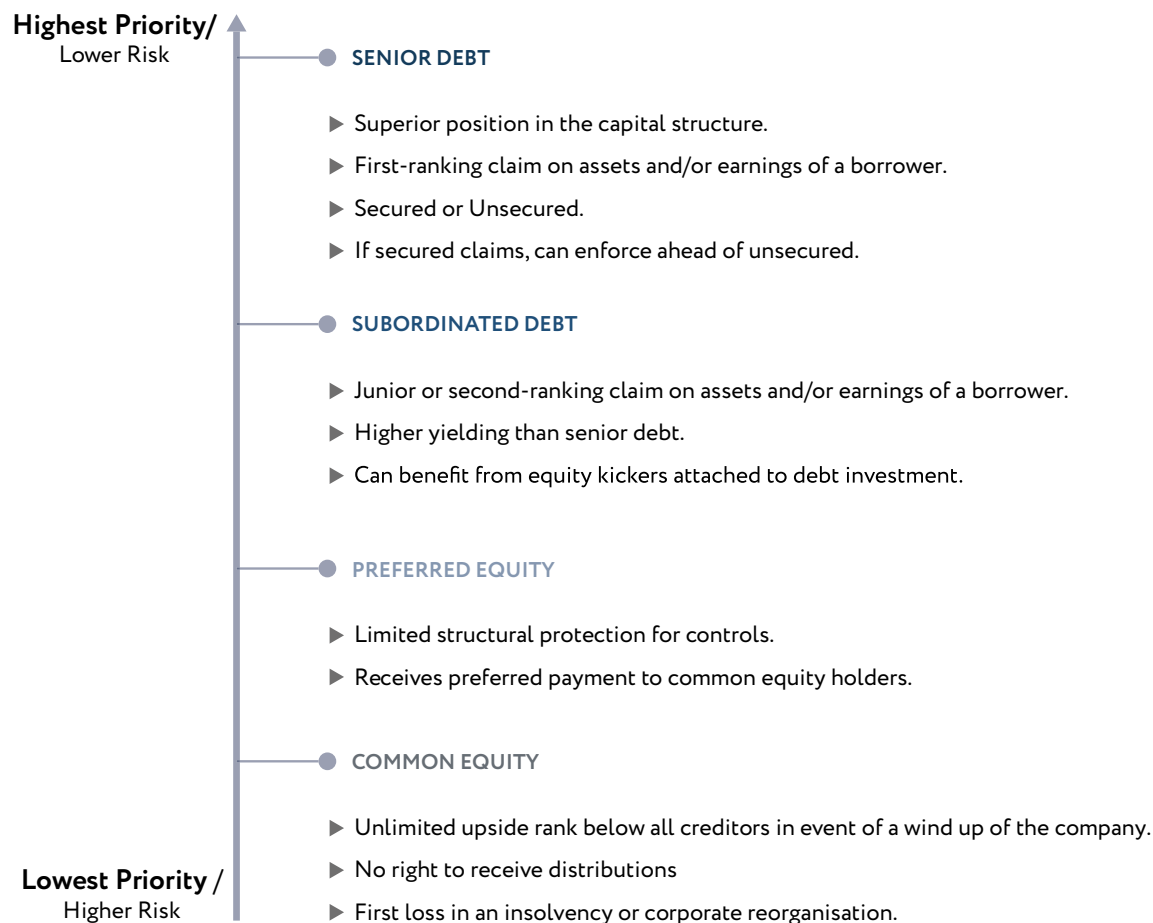 Highest Priority/
Lower Risk
SENIOR DEBT
Superior position in the capital structure.
First-ranking claim on assets and/or earnings of a borrower.
Secured or Unsecured.
If secured claims, can enforce ahead of unsecured.
SUBORDINATED DEBT
Junior or second-ranking claim on assets and/or earnings of a borrower.
Higher yielding than senior debt.
Can benefit from equity kickers attached to debt investment.
PREFERRED EQUITY
Limited structural protection for controls.
Receives preferred payment to common equity holders.
COMMON EQUITY
Unlimited upside rank below all creditors in event of a wind up of the company.
No right to receive distributions
First loss in an insolvency or corporate reorganisation.
Lowest Priority /
Higher Risk